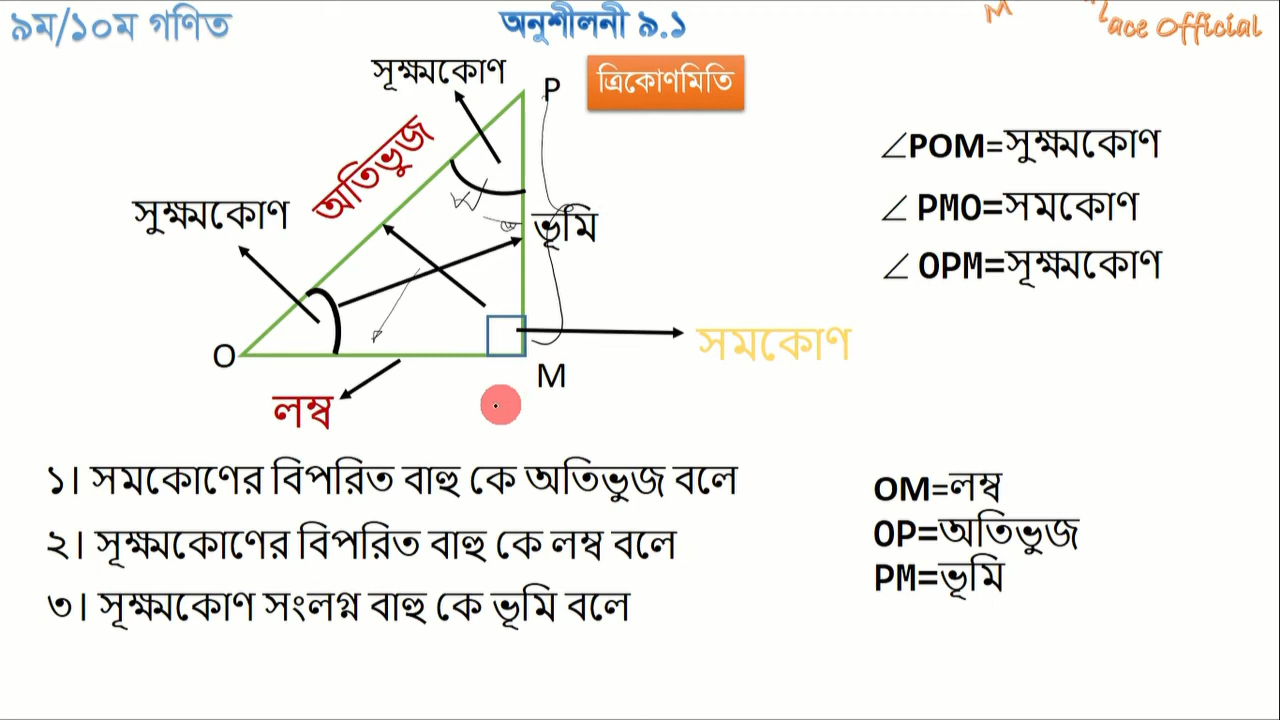 ৯ম/১০ম গণিত
অনুশীলনী ৯.১
lace Official
সূক্ষ্মকোণ
P
ত্রিকোণমিতি
অতিভুজ
∠POM=সুক্ষ্মকোণ
সুক্ষ্মকোণ
ভূমি
∠ PMO=সমকোণ
∠ OPM=সূক্ষ্মকোণ
সমকোণ
O
M
লম্ব
১। সমকোণের বিপরিত বাহু কে অতিভুজ বলে
২। সূক্ষ্মকোণের বিপরিত বাহু কে লম্ব বলে
৩। সূক্ষ্মকোণ সংলগ্ন বাহু কে ভূমি বলে
OM=লম্ব
OP=অতিভুজ
PM=ভূমি